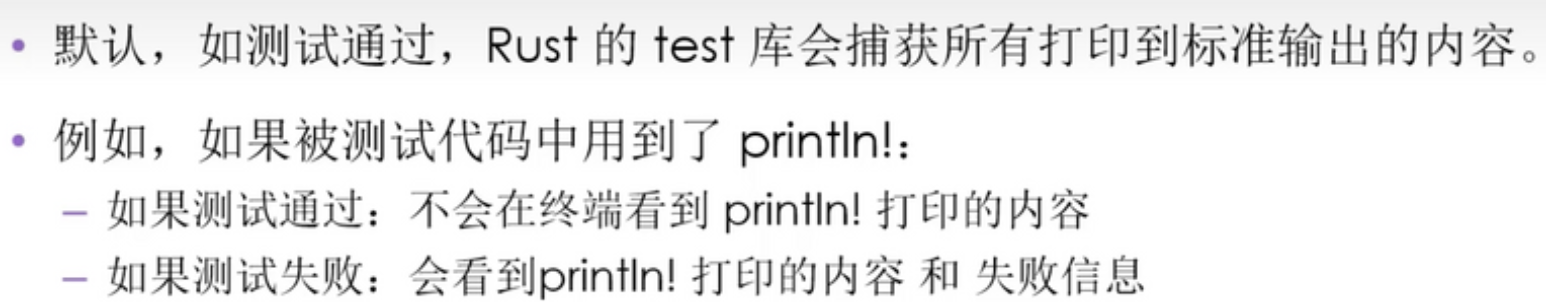 • 默认，如测试通过，Rust 的 test 库会捕获所有打印到标准输出的内容。
• 例如，如果被测试代码中用到了 println!：
– 如果测试通过：不会在终端看到 println! 打印的内容
– 如果测试失败：会看到println! 打印的内容 和 失败信息